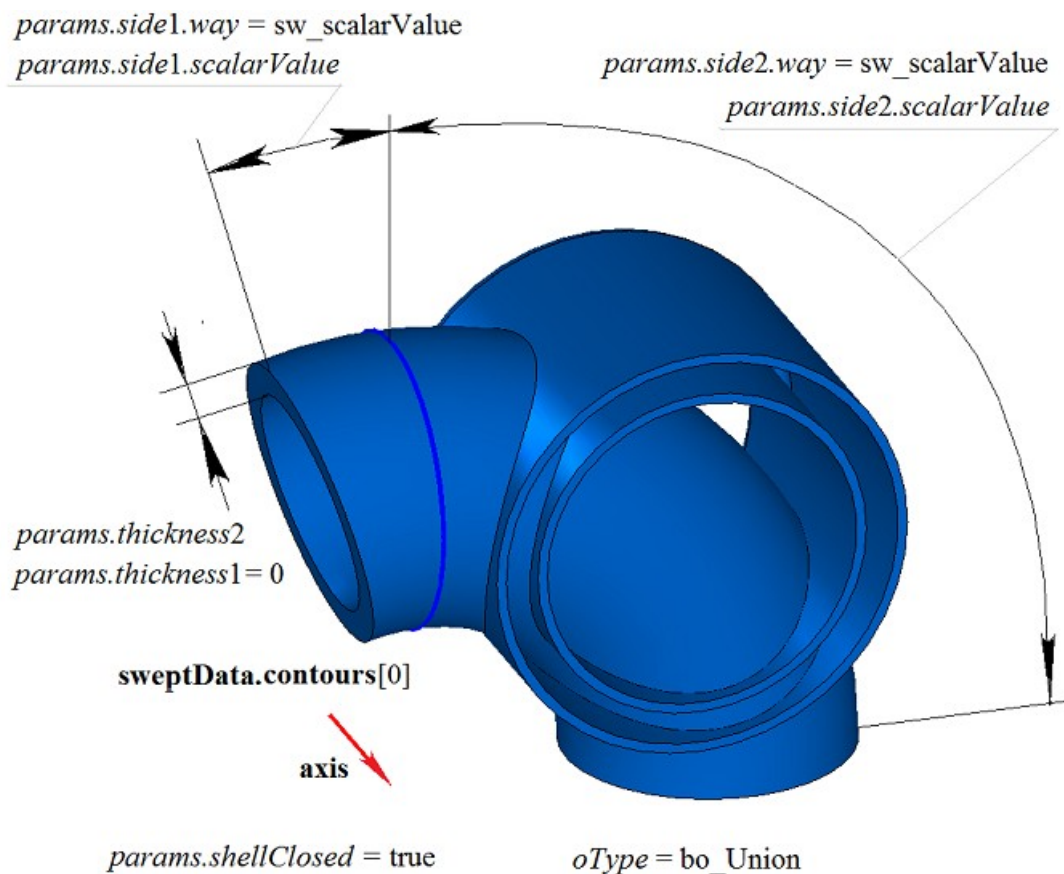 params.side1.way = sw_scalarValue
params.side1.scalarValue
params.side2.way = sw_scalarValue
params.side2.scalarValue
params.thickness2
params.thickness1= 0
sweptData.contours[0]
axis
params.shellClosed = true
oType = bo_Union